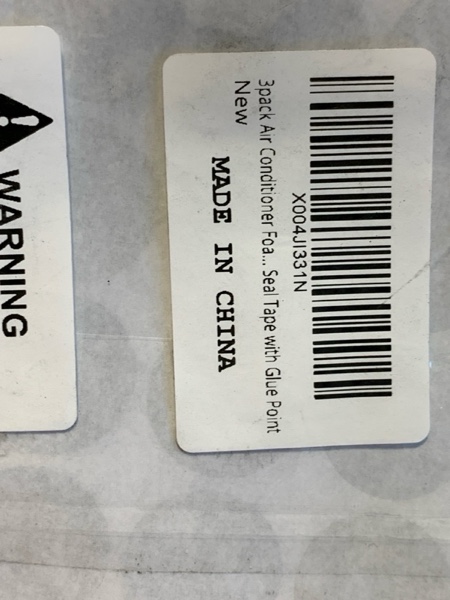 WARNING
X004JI331N
3pack Air Conditioner Foa... Seal Tape with Glue Point
New
MADE IN CHINA